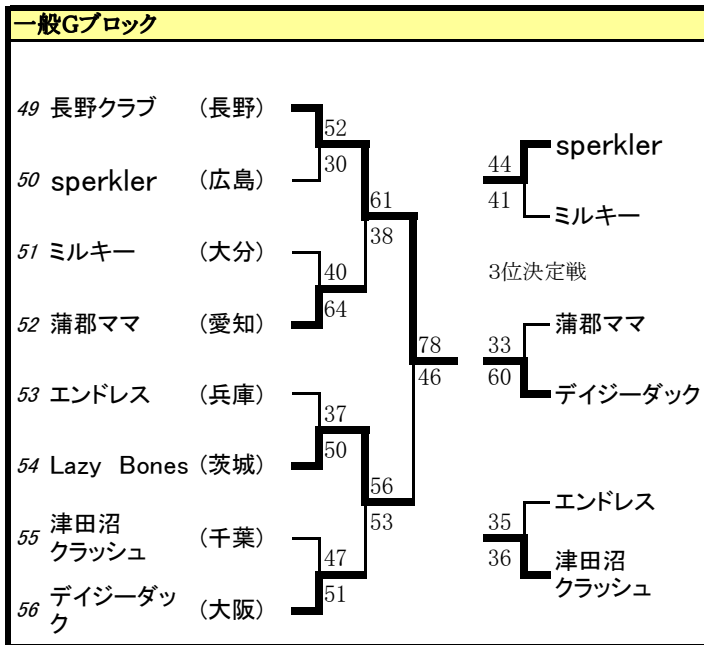 一般Gブロック
49 長野クラブ (長野)
52
30
50 sperkler (広島)
61
38
51 ミルキー (大分)
40
64
52 蒲郡ママ (愛知)
78
46
53 エンドレス (兵庫)
37
50
54 Lazy Bones (茨城)
56
53
55 津田沼
クラッシュ (千葉)
47
51
56 デイジーダッ
ク (大阪)
sperkler
44
41
ミルキー
3位決定戦
蒲郡ママ
33
60
デイジーダック
エンドレス
35
36
津田沼
クラッシュ